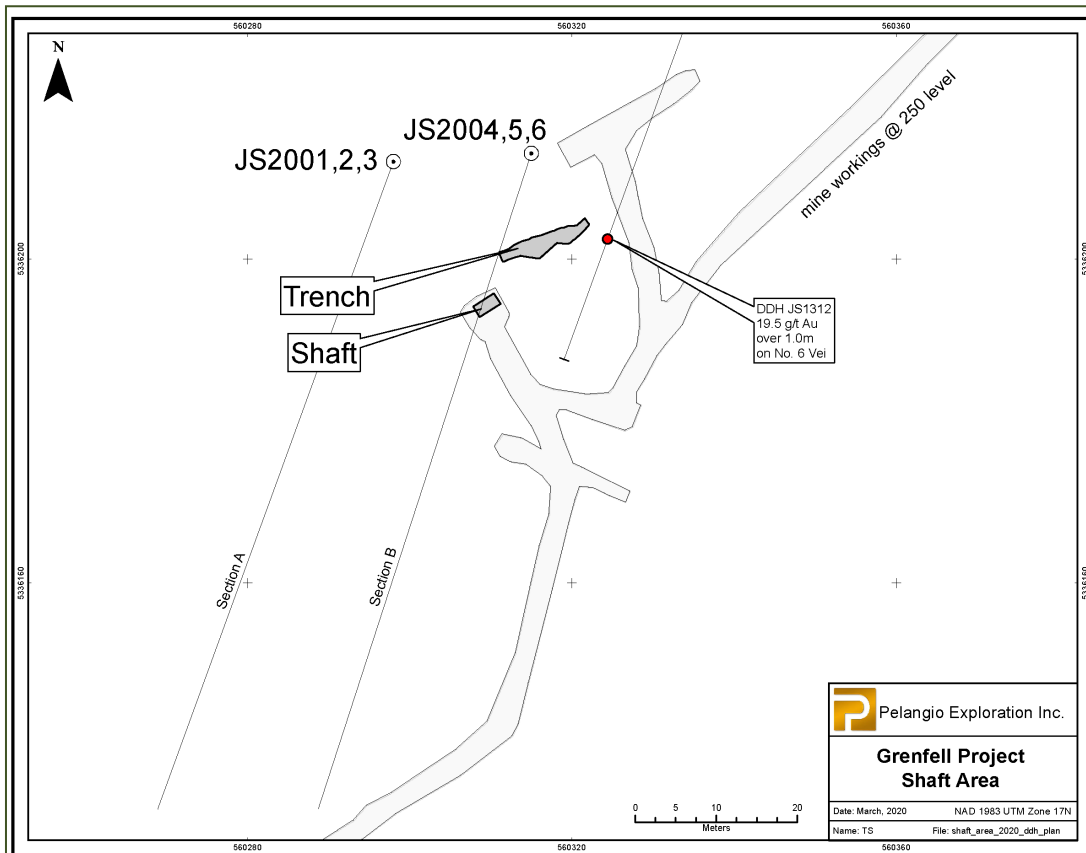 560280
560320
560360
N
JS2004,5,6
JS2001,2,3
mine workings @ 250 level
5336200
5336200
Trench
Shaft
DDH JS1312
19.5 g/t Au
over 1.0m
on No. 6 Vei
Section A
Section B
5336160
5336160
Pelangio Exploration Inc.
Grenfell Project
Shaft Area
Date: March, 2020 NAD 1983 UTM Zone 17N
Name: TS File: shaft_area_2020_ddh_plan
0 5 10 20
Meters
560280
560320
560360